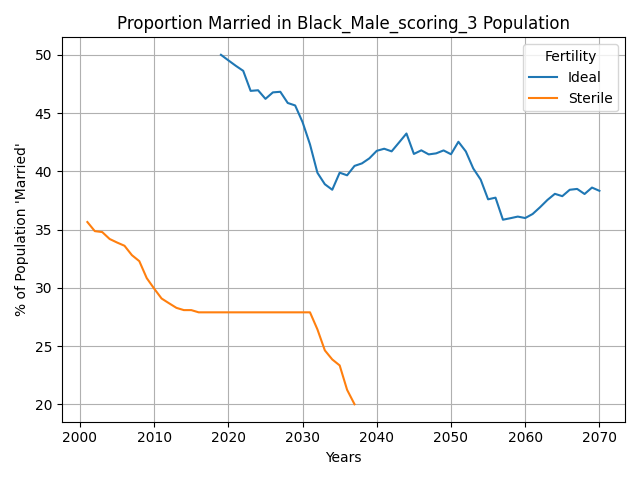 Proportion Married in Black_Male_scoring_3 Population
% of Population 'Married'
50
45
40
35
30
25
20
Fertility
Ideal
Sterile
2000 2010 2020 2030 2040 2050 2060 2070
Years